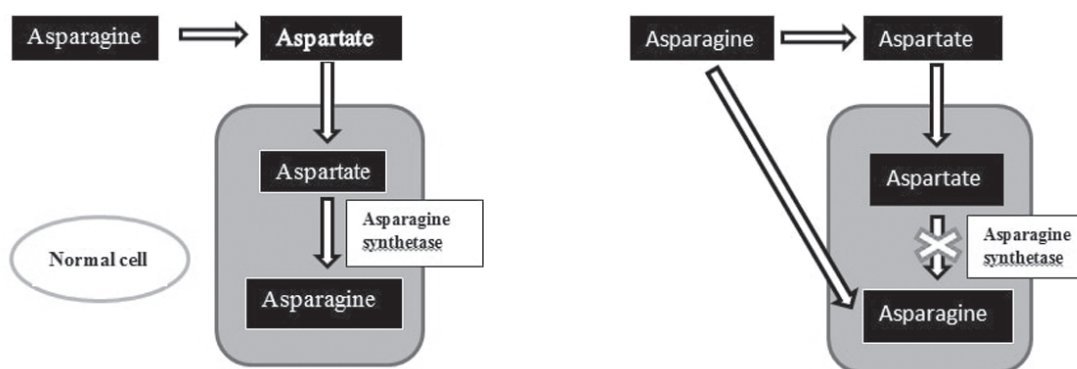 Asparagine
Aspartate
Aspartate
Asparagine
synthetase
Normal cell
Asparagine
Asparagine
Aspartate
Aspartate
Asparagine
synthetase
Asparagine